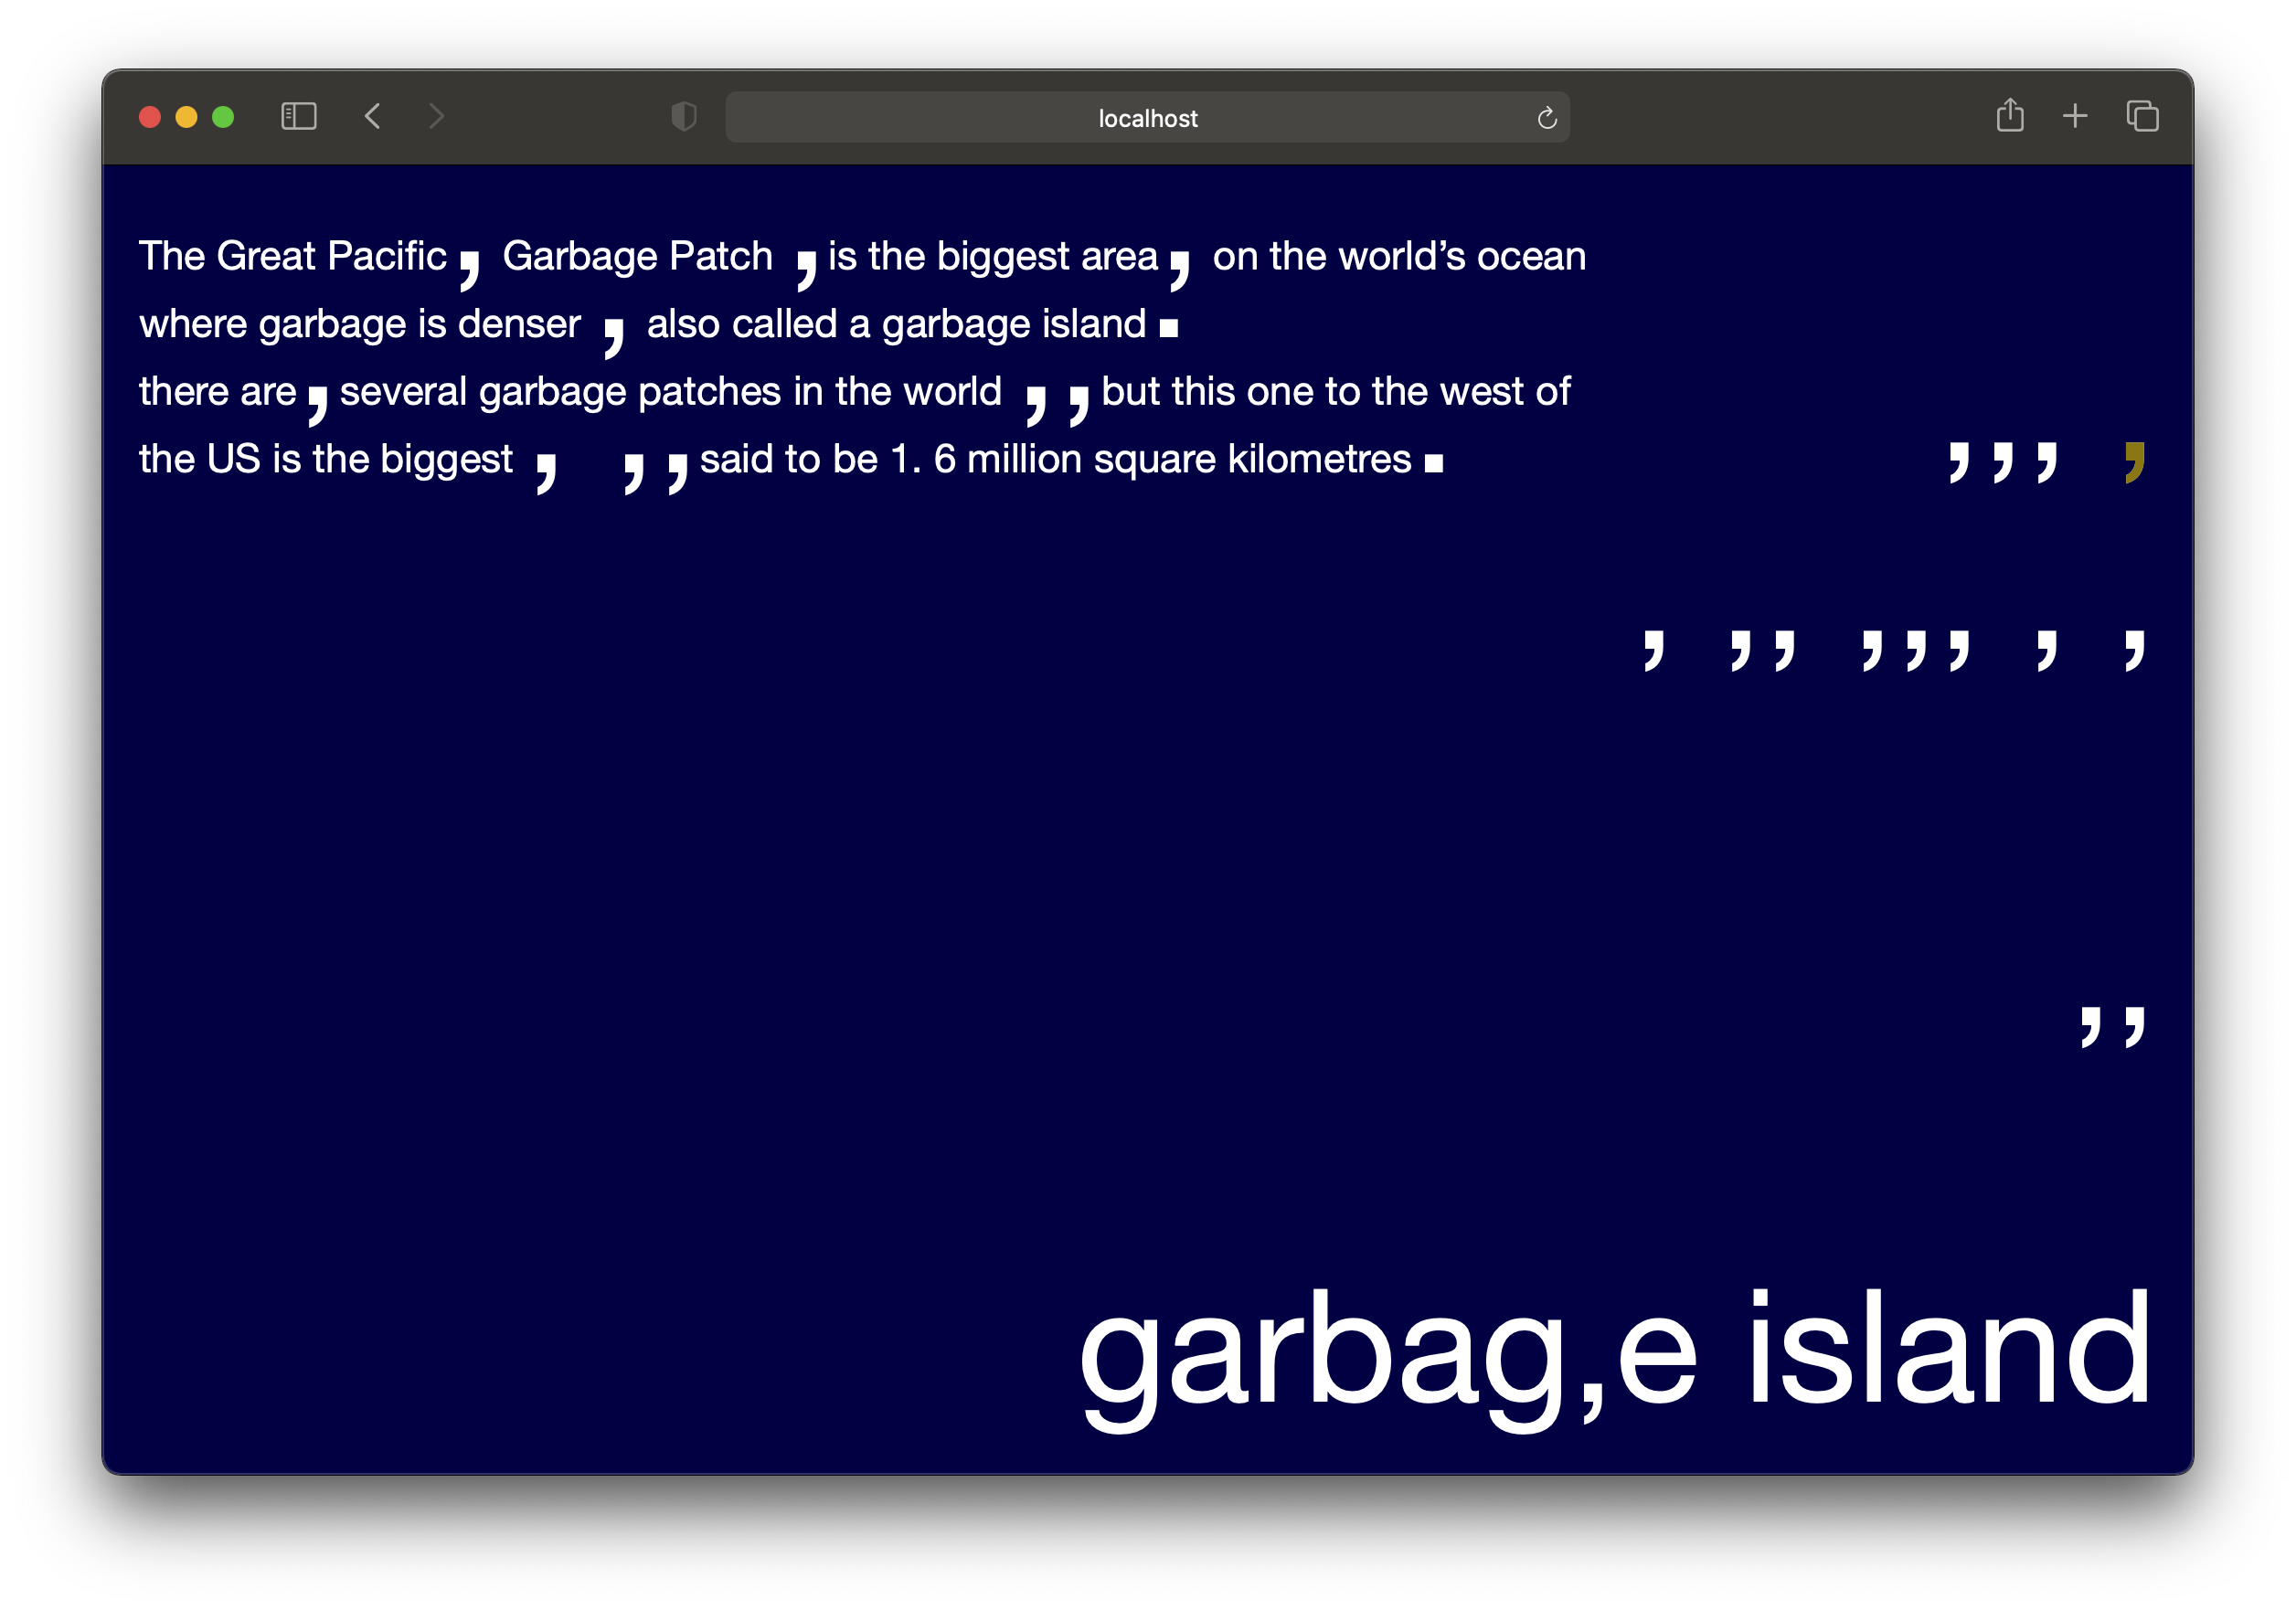 localhost
The Great Pacific, Garbage Patch , is the biggest area, on the world’s ocean
where garbage is denser , also called a garbage island.
there are, several garbage patches in the world , , but this one to the west of
the US is the biggest , , , said to be 1. 6 million square kilometres.
, , , ,
, , , , , , , ,
, ,
garbag,e island